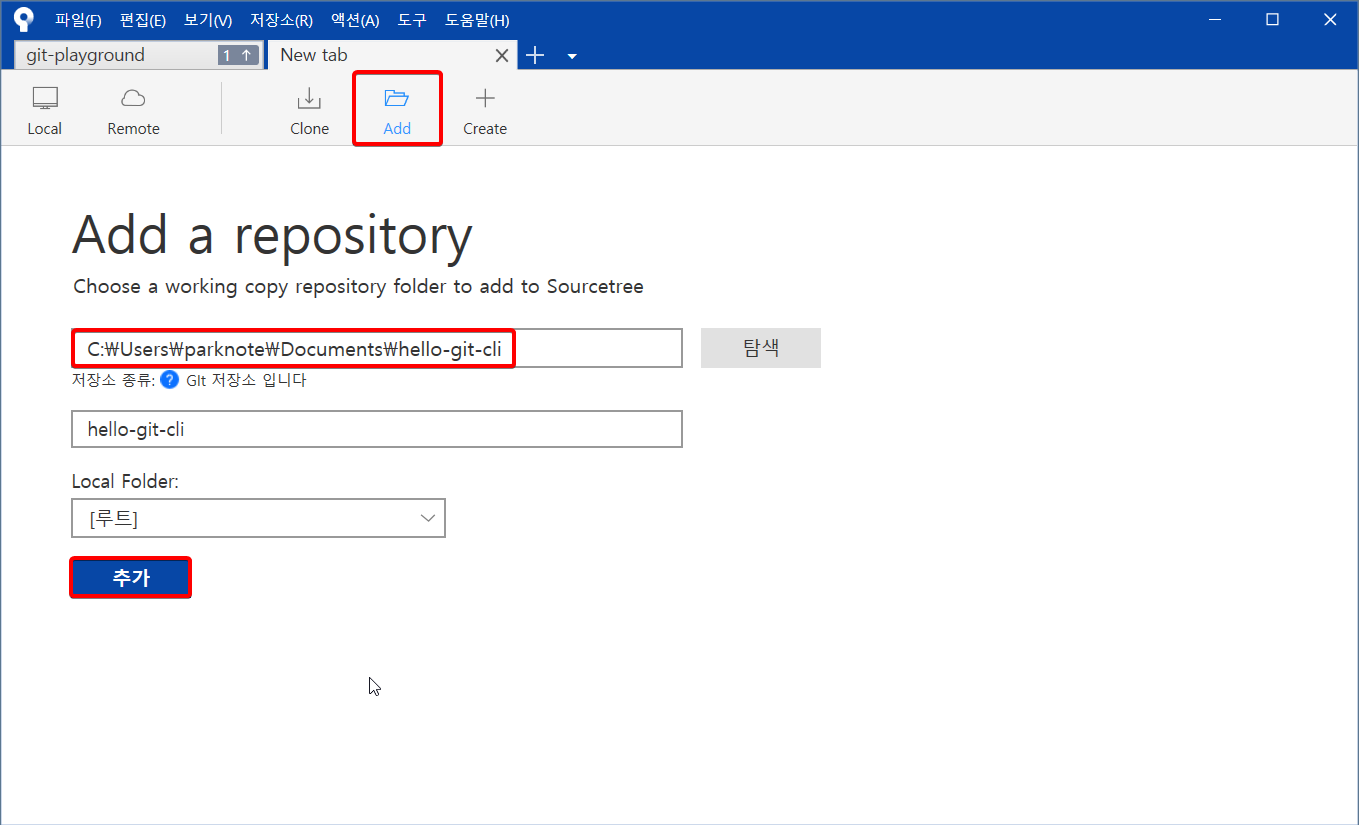 파일(F) 편집(E) 보기(V) 저장소(R) 액션(A) 도구 도움말(H)
git-playground 1 ↑ New tab
Local Remote Clone Add Create
Add a repository
Choose a working copy repository folder to add to Sourcetree
C:₩Users₩parknote₩Documents₩hello-git-cli 탐색
저장소 종류: ? GIt 저장소 입니다
hello-git-cli
Local Folder:
[루트]
추가